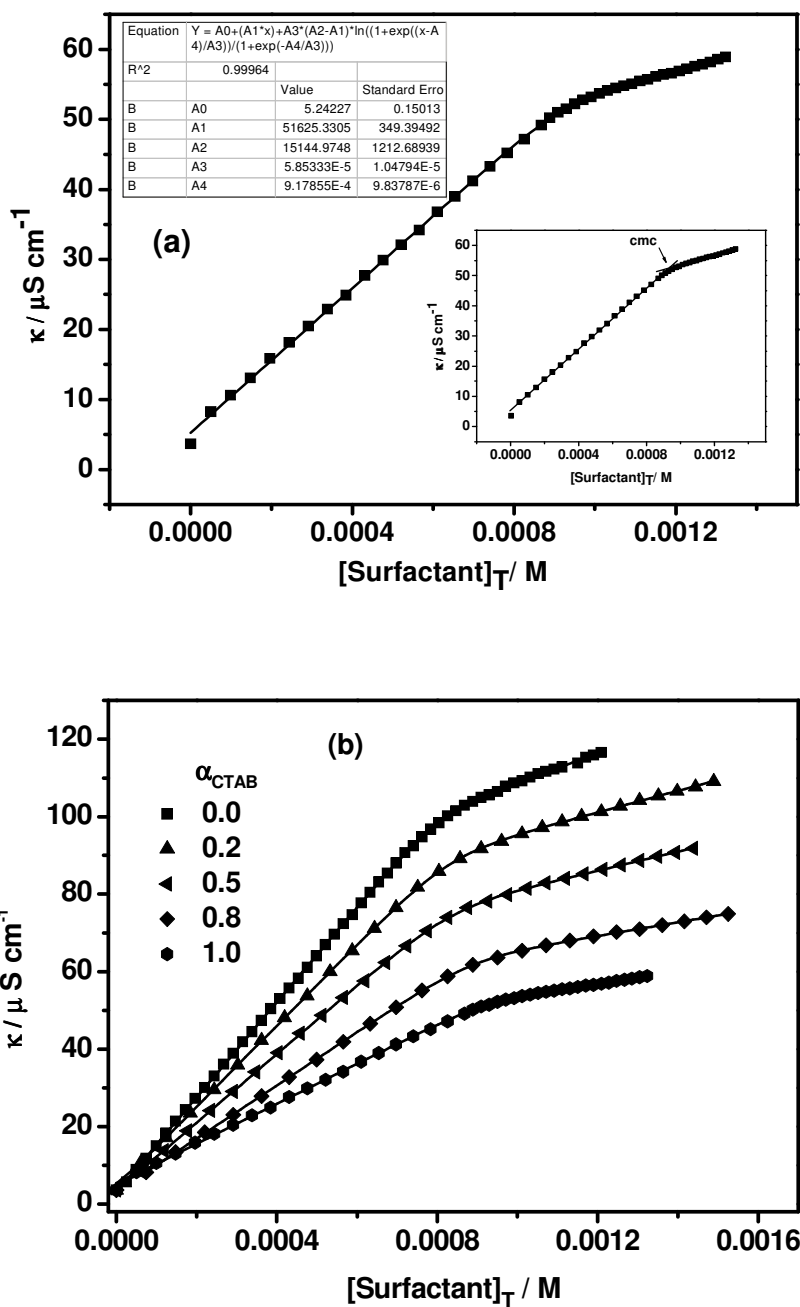 Equation Y = A0+(A1*x)+A3*(A2-A1)*ln((1+exp((x-A
4)/A3))/(1+exp(-A4/A3)))
R^2 0.99964
Value Standard Erro
B A0 5.24227 0.15013
B A1 51625.3305 349.39492
B A2 15144.9748 1212.68939
B A3 5.85333E-5 1.04794E-5
B A4 9.17855E-4 9.83787E-6
60
50
40
30
20
10
0
κ / μS cm⁻¹
(a)
cmc
60
50
40
30
20
10
0
κ / μS cm⁻¹
0.0000 0.0004 0.0008 0.0012
[Surfactant]T/ M
0.0000 0.0004 0.0008 0.0012
[Surfactant]T/ M
(b)
120
100
80
60
40
20
0
κ / μ S cm⁻¹
αCTAB
0.0
0.2
0.5
0.8
1.0
0.0000 0.0004 0.0008 0.0012 0.0016
[Surfactant]T / M